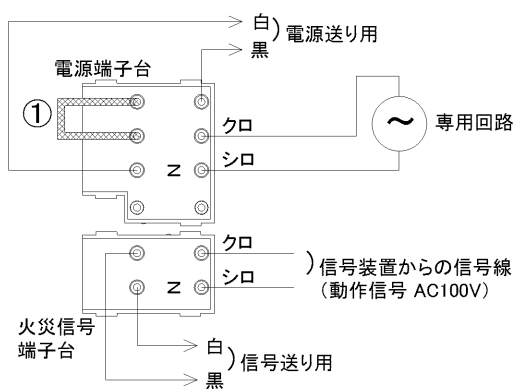 白
黒
電源送り用
電源端子台
①
クロ
シロ
N
~
専用回路
クロ
シロ
N
信号装置からの信号線
(動作信号 AC100V)
火災信号
端子台
白
黒
信号送り用